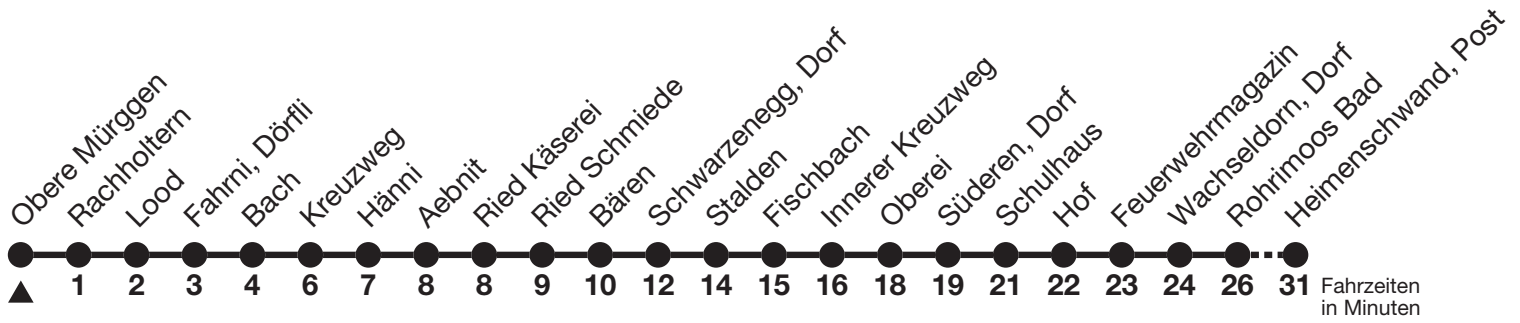 Obere Mürggen
Rachholtern
Lood
Fahrni, Dörfli
Bach
Kreuzweg
Hänni
Aebnit
Ried Käserei
Ried Schmiede
Bären
Schwarzenegg, Dorf
Stalden
Fischbach
Innerer Kreuzweg
Oberei
Süderen, Dorf
Schulhaus
Hof
Feuerwehrmagazin
Wachseldorn, Dorf
Rohrimoos Bad
Heimenschwand, Post
1 2 3 4 6 7 8 8 9 10 12 14 15 16 18 19 21 22 23 24 26 31 Fahrzeiten
in Minuten